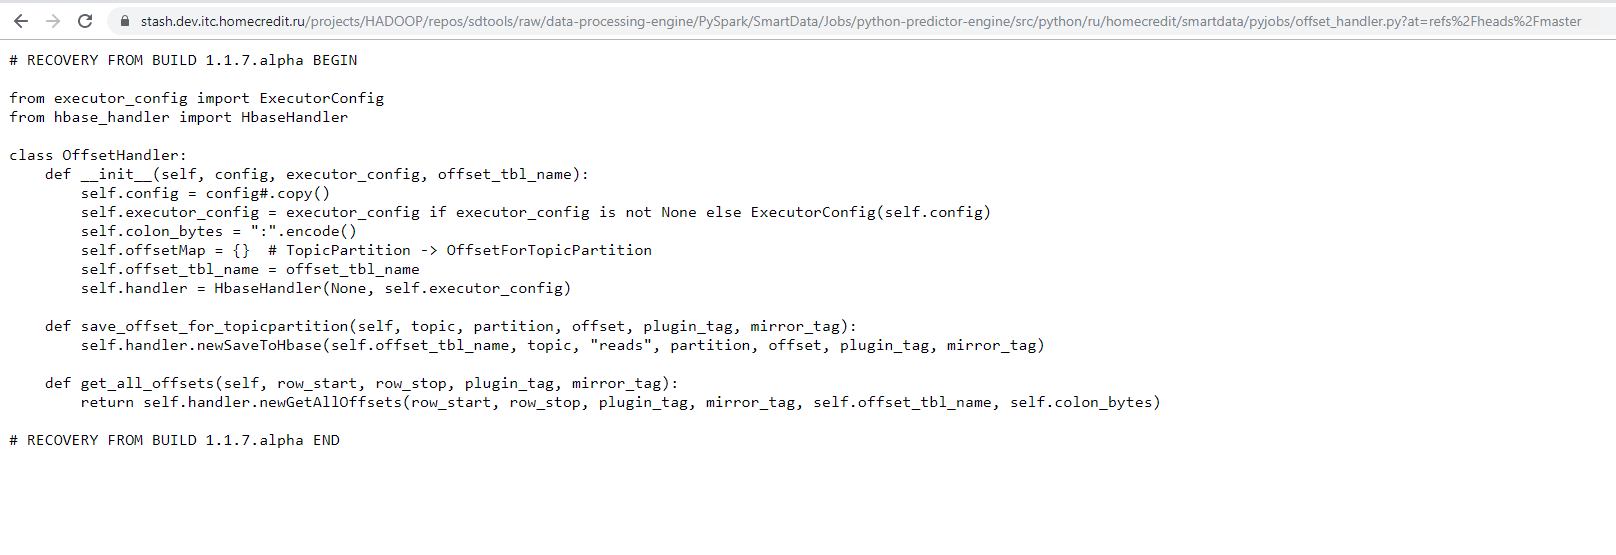 stash.dev.itc.homecredit.ru/projects/HADOOP/repos/sdtools/raw/data-processing-engine/PySpark/SmartData/Jobs/python-predictor-engine/src/python/ru/homecredit/smartdata/pyjobs/offset_handler.py?at=refs%2Fheads%2Fmaster
# RECOVERY FROM BUILD 1.1.7.alpha BEGIN
from executor_config import ExecutorConfig
from hbase_handler import HbaseHandler
class OffsetHandler:
    def __init__(self, config, executor_config, offset_tbl_name):
        self.config = config#.copy()
        self.executor_config = executor_config if executor_config is not None else ExecutorConfig(self.config)
        self.colon_bytes = ":".encode()
        self.offsetMap = {}  # TopicPartition -> OffsetForTopicPartition
        self.offset_tbl_name = offset_tbl_name
        self.handler = HbaseHandler(None, self.executor_config)
    def save_offset_for_topicpartition(self, topic, partition, offset, plugin_tag, mirror_tag):
        self.handler.newSaveToHbase(self.offset_tbl_name, topic, "reads", partition, offset, plugin_tag, mirror_tag)
    def get_all_offsets(self, row_start, row_stop, plugin_tag, mirror_tag):
        return self.handler.newGetAllOffsets(row_start, row_stop, plugin_tag, mirror_tag, self.offset_tbl_name, self.colon_bytes)
# RECOVERY FROM BUILD 1.1.7.alpha END